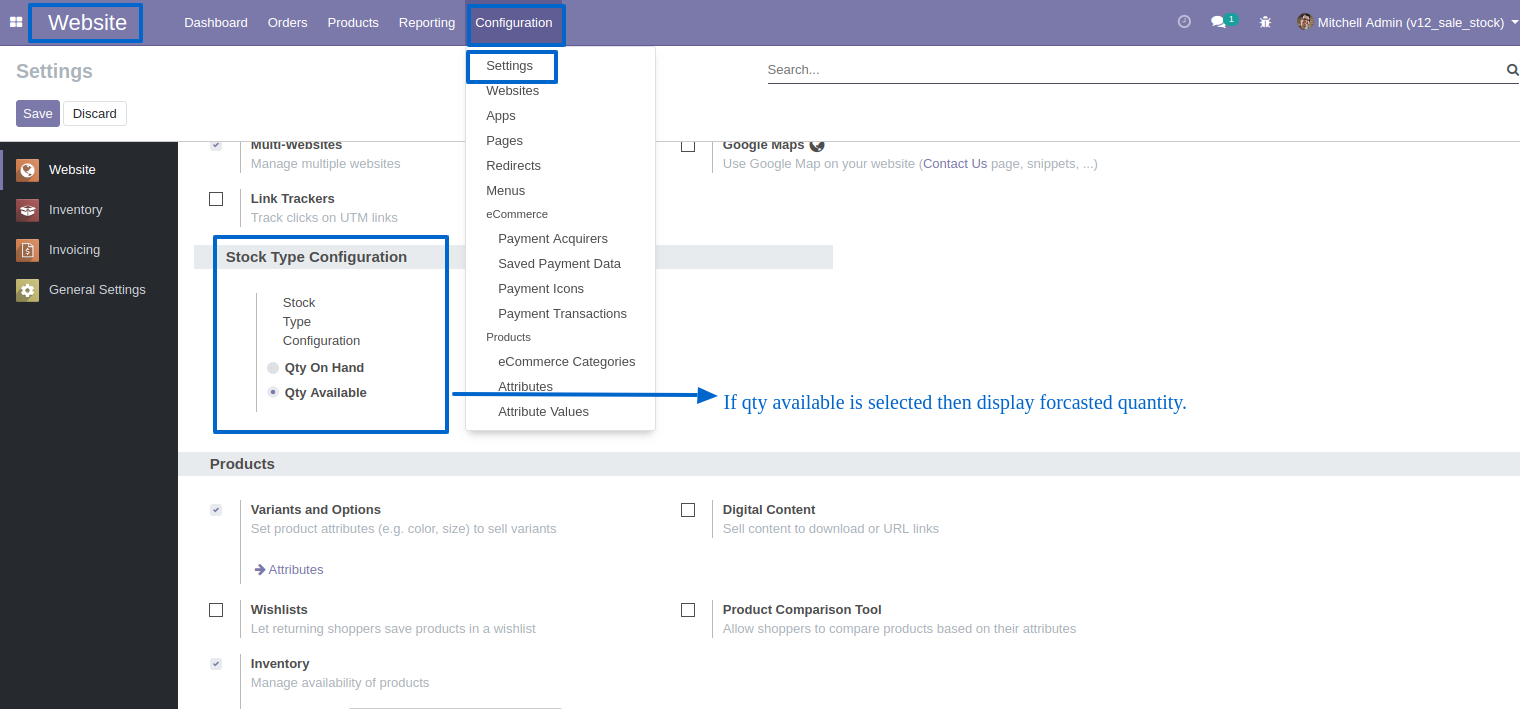 Website Dashboard Orders Products Reporting Configuration 1 Mitchell Admin (v12_sale_stock)
Settings
Search...
Save Discard
Settings
Websites
Apps
Pages
Redirects
Menus
eCommerce
Payment Acquirers
Saved Payment Data
Payment Icons
Payment Transactions
Products
eCommerce Categories
Attributes
Attribute Values
Website
Inventory
Invoicing
General Settings
Multi-Websites
Manage multiple websites
Google Maps
Use Google Map on your website (Contact Us page, snippets, ...)
Link Trackers
Track clicks on UTM links
Stock Type Configuration
Stock
Type
Configuration
Qty On Hand
Qty Available
If qty available is selected then display forcasted quantity.
Products
Variants and Options
Set product attributes (e.g. color, size) to sell variants
Attributes
Digital Content
Sell content to download or URL links
Wishlists
Let returning shoppers save products in a wishlist
Product Comparison Tool
Allow shoppers to compare products based on their attributes
Inventory
Manage availability of products